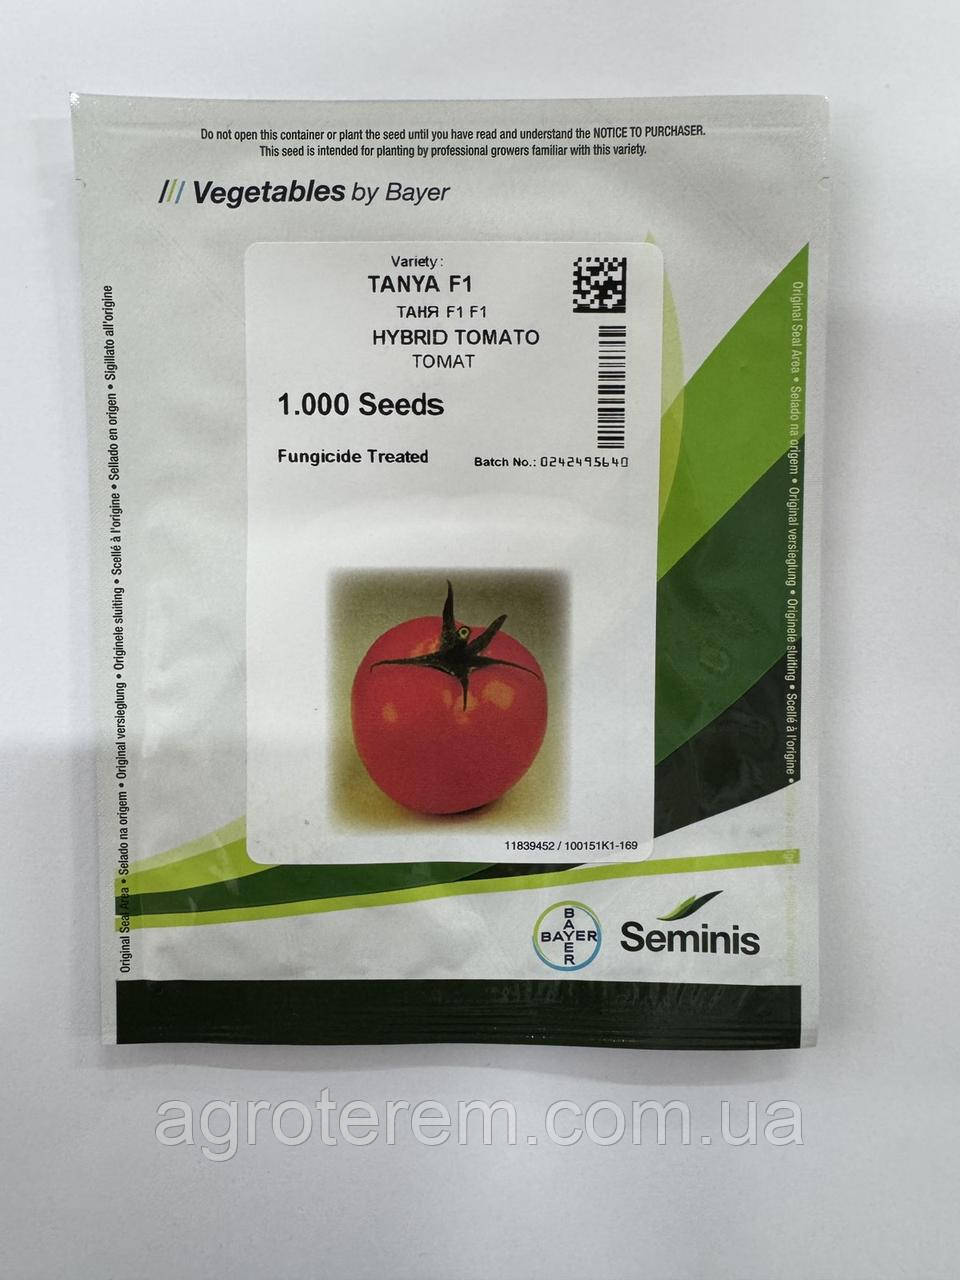 Do not open this container or plant the seed until you have read and understand the NOTICE TO PURCHASER.
This seed is intended for planting by professional growers familiar with this variety.
Vegetables by Bayer
Variety:
TANYA F1
ТАНЯ F1 F1
HYBRID TOMATO
ТОМАТ
1.000 Seeds
Fungicide Treated
Batch No.: 0242495640
11839452 / 100151K1-169
Original Seal Area • Selado na origem • Original versieglung • Originele sluiting • Scellé à l'origine • Sellado en origen • Sigillato all'origine
Original Seal Area • Selado na origem • Original versieglung • Originele sluiting • Scellé à l'origine •
BAYER
BAYER
Seminis
agroterem.com.ua